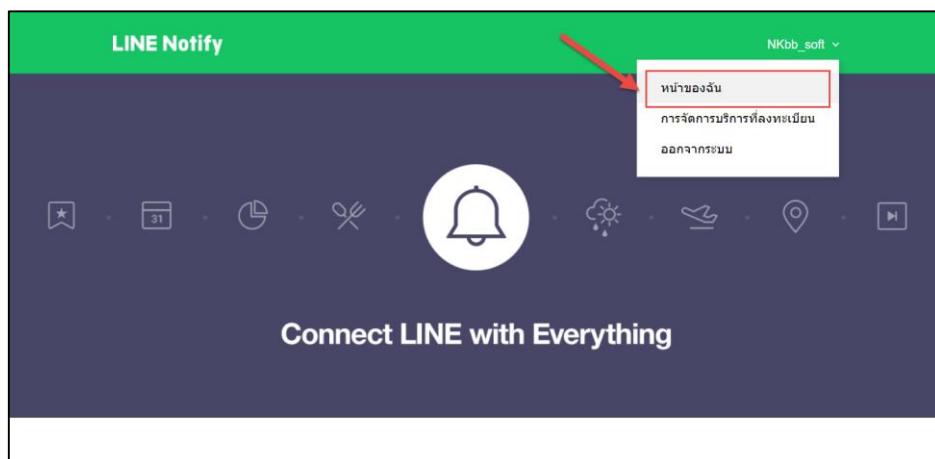 LINE Notify
NKbb_soft
หน้าของฉัน
การจัดการบริการที่ลงทะเบียน
ออกจากระบบ
31
Connect LINE with Everything